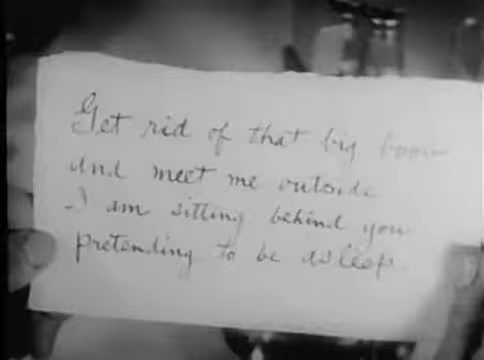 Get rid of that big
and meet me outside
I am sitting behind you
pretending to be asleep